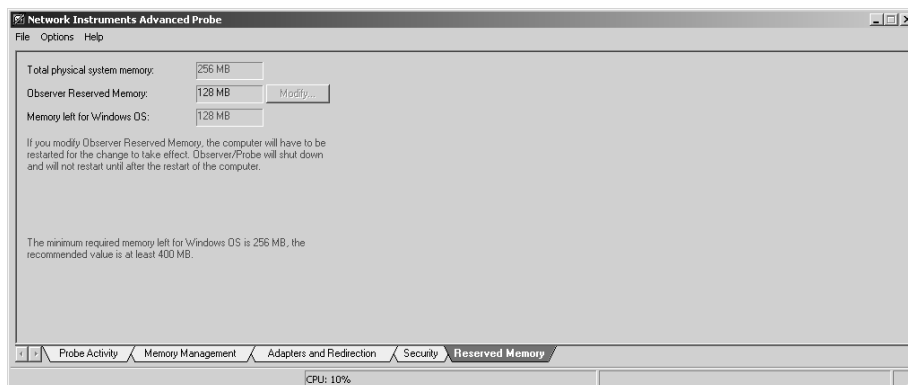 Network Instruments Advanced Probe
File Options Help
Total physical system memory: 256 MB
Observer Reserved Memory: 128 MB Modify...
Memory left for Windows OS: 128 MB
If you modify Observer Reserved Memory, the computer will have to be
restarted for the change to take effect. Observer/Probe will shut down
and will not restart until after the restart of the computer.
The minimum required memory left for Windows OS is 256 MB, the
recommended value is at least 400 MB.
Probe Activity Memory Management Adapters and Redirection Security Reserved Memory
CPU: 10%